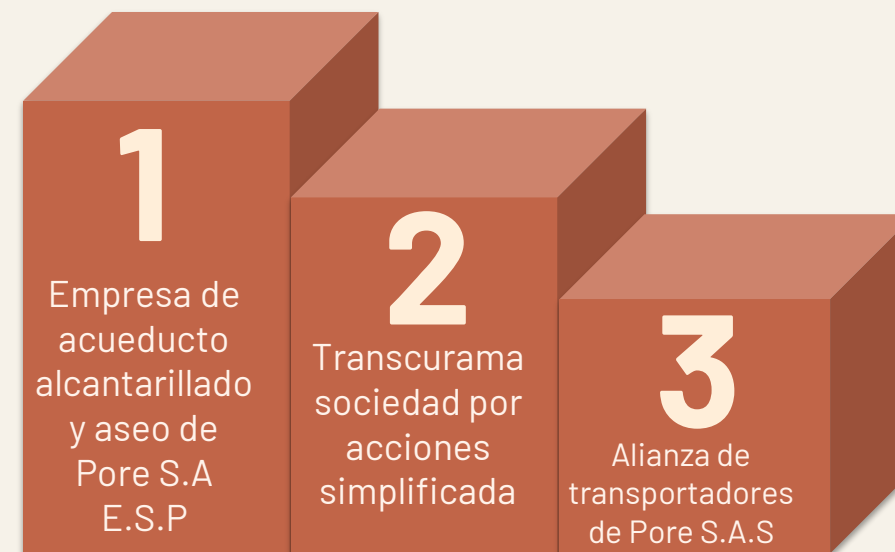 1
Empresa de
acueducto
alcantarillado
y aseo de
Pore S.A
E.S.P
2
Transcurama
sociedad por
acciones
simplificada
3
Alianza de
transportadores
de Pore S.A.S